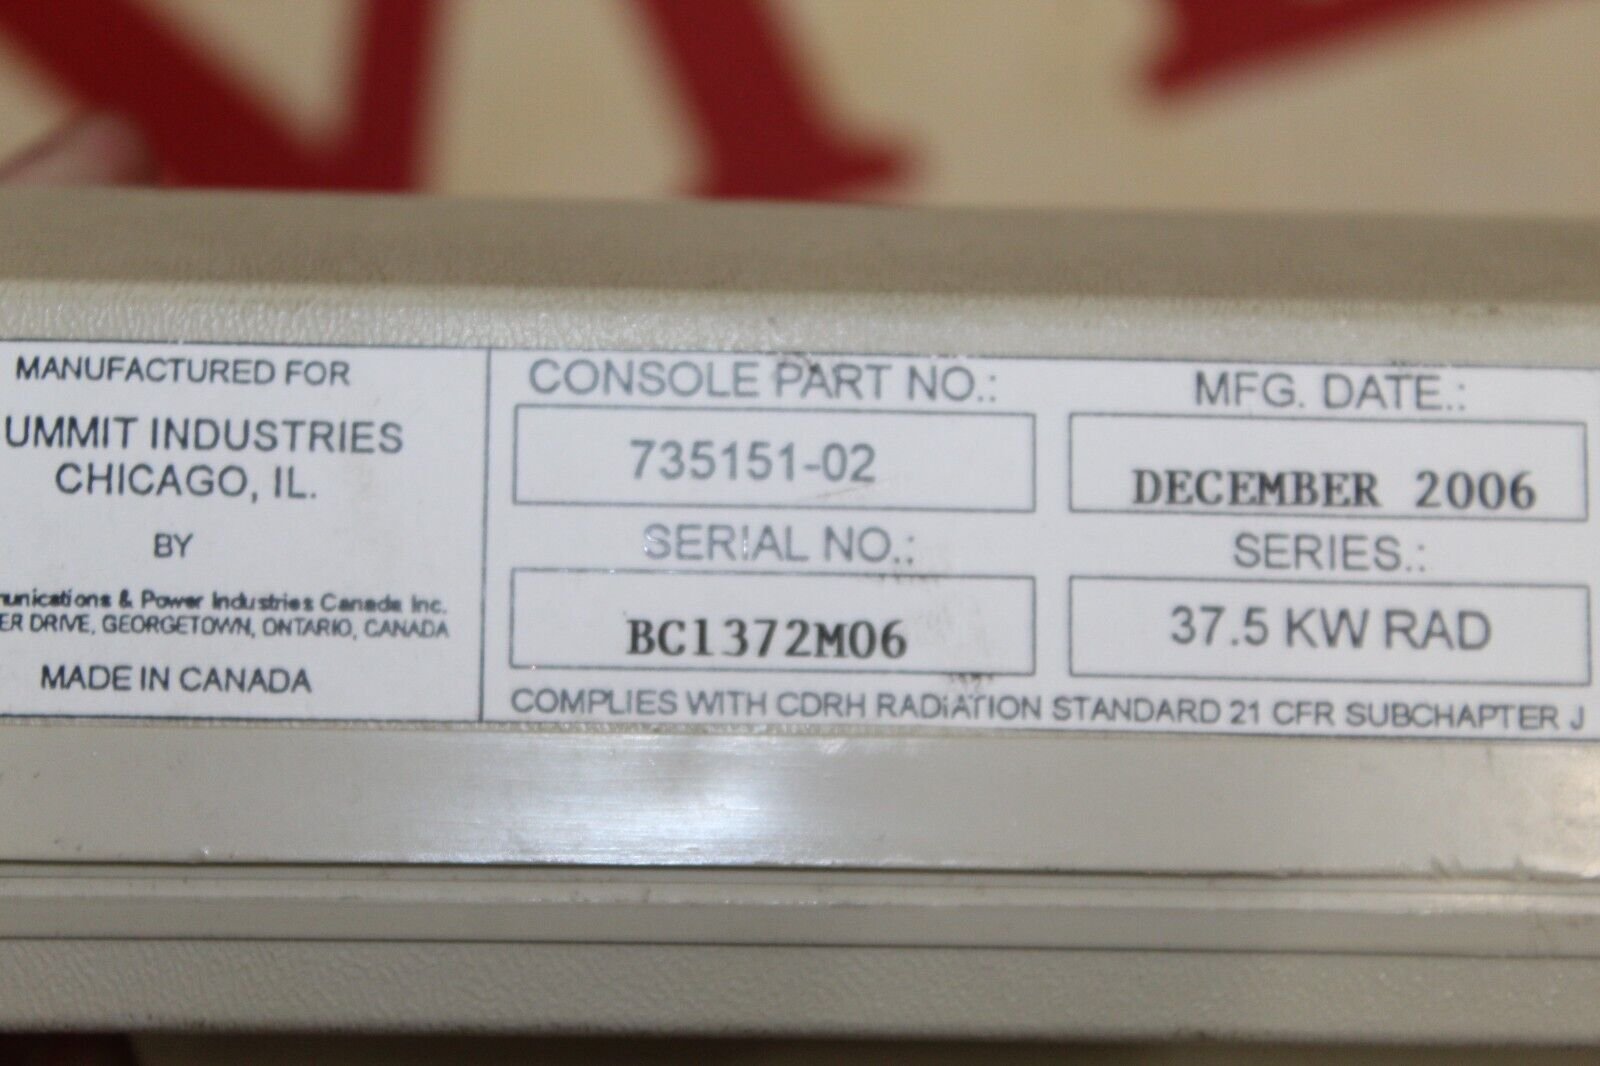 MANUFACTURED FOR
UMMIT INDUSTRIES
CHICAGO, IL.
BY
unications & Power Industries Canada Inc.
ER DRIVE, GEORGETOWN, ONTARIO, CANADA
MADE IN CANADA
CONSOLE PART NO.:
735151-02
SERIAL NO.:
BC1372M06
MFG. DATE.:
DECEMBER 2006
SERIES.:
37.5 KW RAD
COMPLIES WITH CDRH RADiATION STANDARD 21 CFR SUBCHAPTER J